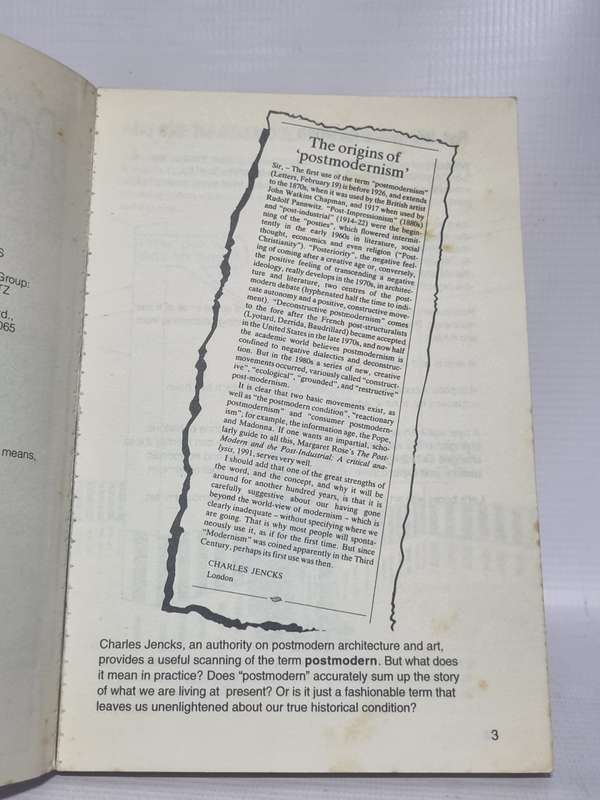 S
Group:
TZ
rd.,
065
means,
The origins of
'postmodernism'
Sir, – The first use of the term "postmodernism"
(Letters, February 19) is before 1926, and extends
to the 1870s, when it was used by the British artist
John Watkins Chapman, and 1917 when used by
Rudolf Pannwitz. "Post-Impressionism" (1880s)
and "post-industrial" (1914–22) were the begin-
ning of the "posties", which flowered intermit-
tently in the early 1960s in literature, social
thought, economics and even religion ("Post-
Christianity"). "Posteriority", the negative feel-
ing of coming after a creative age or, conversely,
the positive feeling of transcending a negative
ideology, really develops in the 1970s, in architec-
ture and literature, two centres of the post-
modern debate (hyphenated half the time to indi-
cate autonomy and a positive, constructive move-
ment). "Deconstructive postmodernism" comes
to the fore after the French post-structuralists
(Lyotard, Derrida, Baudrillard) became accepted
in the United States in the late 1970s, and now half
the academic world believes postmodernism is
confined to negative dialectics and deconstruc-
tion. But in the 1980s a series of new, creative
movements occurred, variously called "construct-
ive", "ecological", "grounded", and "restructive"
post-modernism.
It is clear that two basic movements exist, as
well as "the postmodern condition", "reactionary
postmodernism" and "consumer postmodern-
ism"; for example, the information age, the Pope,
and Madonna. If one wants an impartial, scho-
larly guide to all this, Margaret Rose's The Post-
Modern and the Post-Industrial: A critical ana-
lysis, 1991, serves very well.
I should add that one of the great strengths of
the word, and the concept, and why it will be
around for another hundred years, is that it is
carefully suggestive about our having gone
beyond the world-view of modernism – which is
clearly inadequate – without specifying where we
are going. That is why most people will sponta-
neously use it, as if for the first time. But since
"Modernism" was coined apparently in the Third
Century, perhaps its first use was then.
CHARLES JENCKS
London
Charles Jencks, an authority on postmodern architecture and art,
provides a useful scanning of the term postmodern. But what does
it mean in practice? Does "postmodern" accurately sum up the story
of what we are living at present? Or is it just a fashionable term that
leaves us unenlightened about our true historical condition?
3